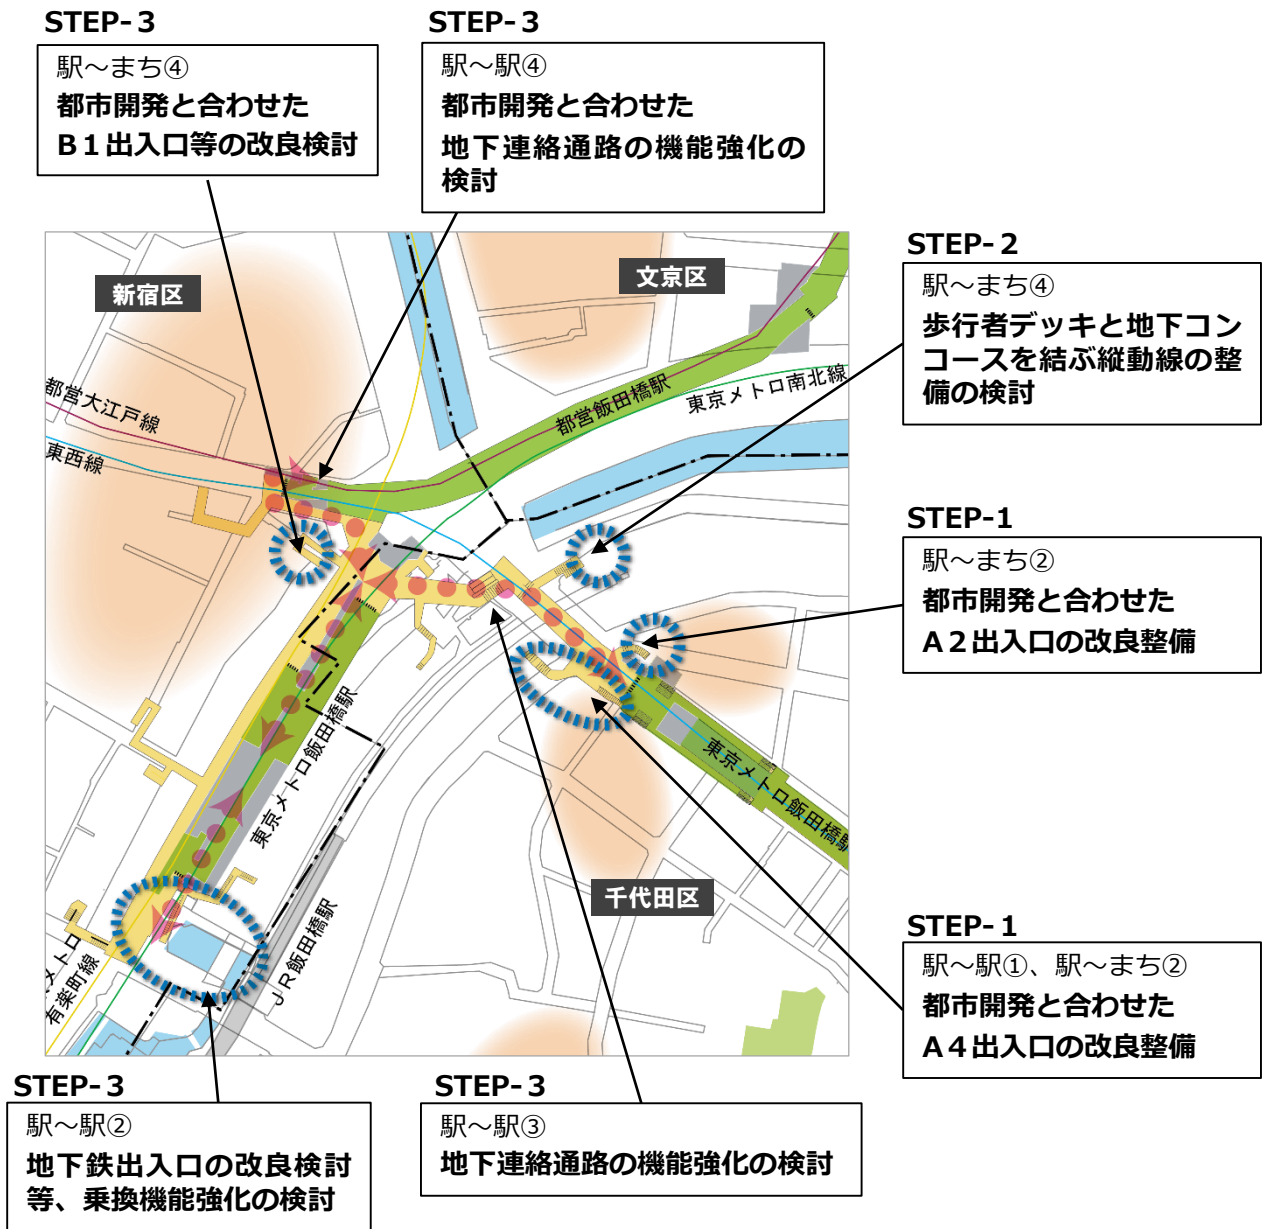 STEP-3
駅～まち④
都市開発と合わせた
B１出入口等の改良検討
STEP-3
駅～駅④
都市開発と合わせた
地下連絡通路の機能強化の
検討
STEP-2
駅～まち④
歩行者デッキと地下コン
コースを結ぶ縦動線の整
備の検討
STEP-1
駅～まち②
都市開発と合わせた
A２出入口の改良整備
STEP-1
駅～駅①、駅～まち②
都市開発と合わせた
A４出入口の改良整備
STEP-3
駅～駅②
地下鉄出入口の改良検討
等、乗換機能強化の検討
STEP-3
駅～駅③
地下連絡通路の機能強化の検討
新宿区
文京区
千代田区
都営大江戸線
東西線
都営飯田橋駅
東京メトロ南北線
東京メトロ飯田橋駅
東京メトロ飯田橋駅
JR飯田橋駅
メトロ
有楽町線